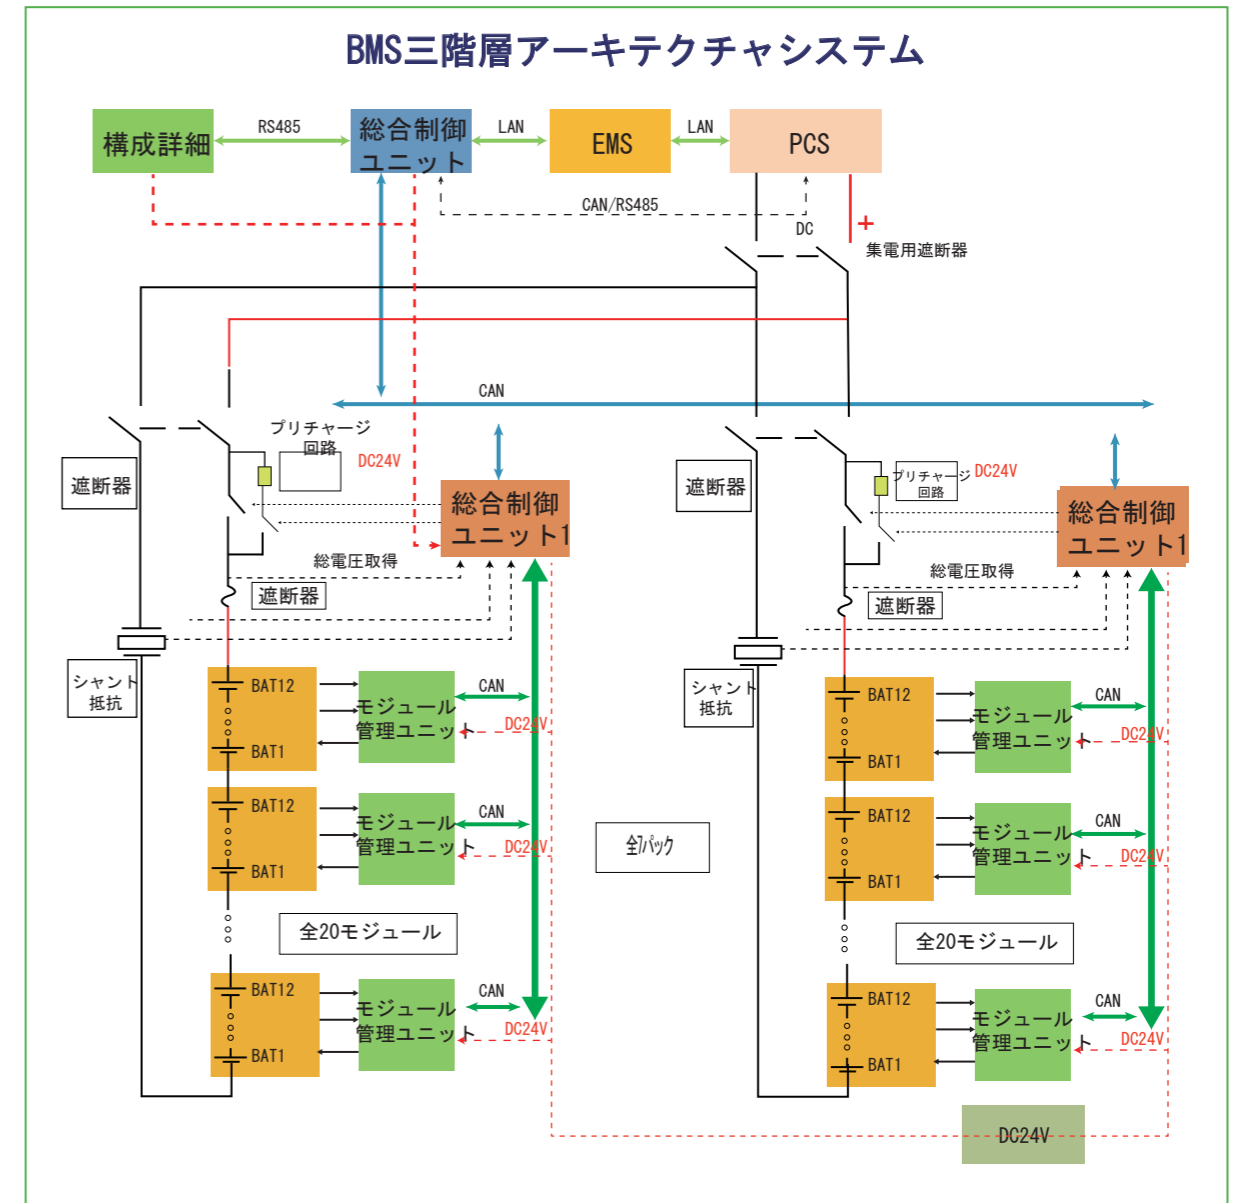 BMS三階層アーキテクチャシステム
構成詳細
RS485
総合制御
ユニット
LAN
EMS
LAN
PCS
CAN/RS485
DC
+
集電用遮断器
CAN
プリチャージ
回路
DC24V
遮断器
総合制御
ユニット1
総電圧取得
遮断器
シャント
抵抗
BAT12
BAT1
モジュール
管理ユニット
CAN
DC24V
BAT12
BAT1
モジュール
管理ユニット
CAN
DC24V
全20モジュール
BAT12
BAT1
モジュール
管理ユニット
CAN
DC24V
全7パック
遮断器
プリチャージ
回路
DC24V
総合制御
ユニット1
総電圧取得
遮断器
シャント
抵抗
BAT12
BAT1
モジュール
管理ユニット
CAN
DC24V
BAT12
BAT1
モジュール
管理ユニット
CAN
DC24V
全20モジュール
BAT12
BAT1
モジュール
管理ユニット
CAN
DC24V
DC24V